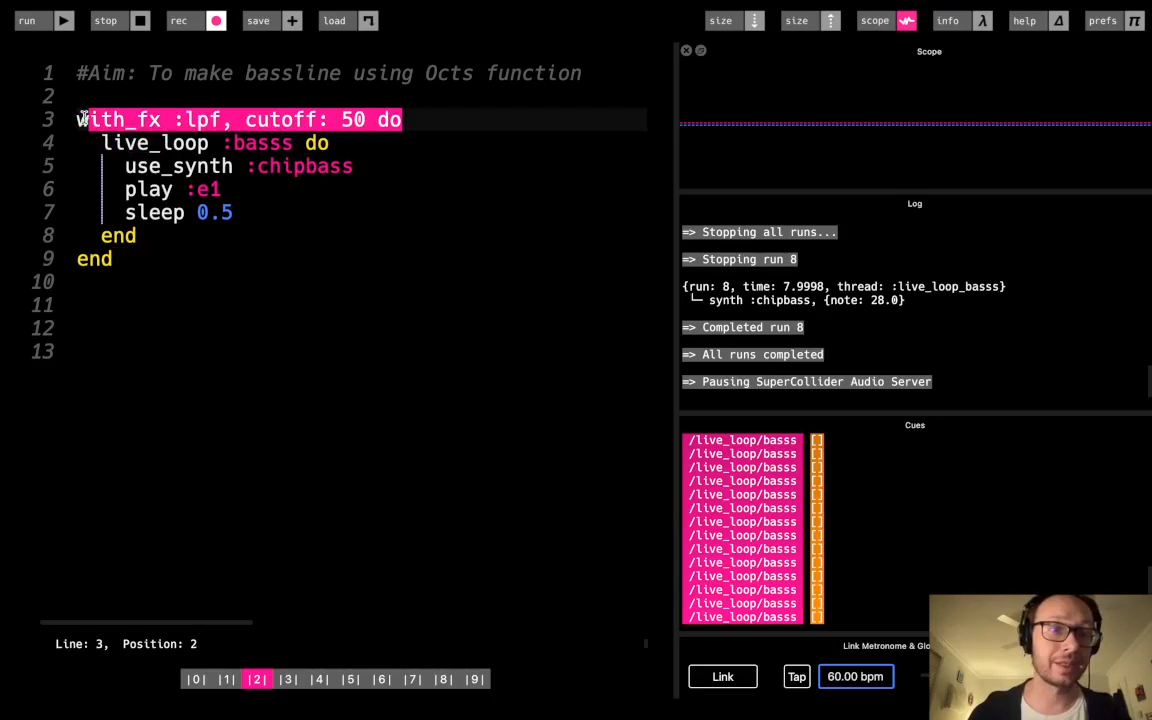 run
stop
rec
save
load
size
size
scope
info λ
help Δ
prefs π
1 #Aim: To make bassline using Octs function
2
3 with_fx :lpf, cutoff: 50 do
4 live_loop :basss do
5 use_synth :chipbass
6 play :e1
7 sleep 0.5
8 end
9 end
10
11
12
13
Line: 3, Position: 2
|0| |1| |2| |3| |4| |5| |6| |7| |8| |9|
Scope
Log
=> Stopping all runs...
=> Stopping run 8
{run: 8, time: 7.9998, thread: :live_loop_basss}
└─ synth :chipbass, {note: 28.0}
=> Completed run 8
=> All runs completed
=> Pausing SuperCollider Audio Server
Cues
/live_loop/basss []
/live_loop/basss []
/live_loop/basss []
/live_loop/basss []
/live_loop/basss []
/live_loop/basss []
/live_loop/basss []
/live_loop/basss []
/live_loop/basss []
/live_loop/basss []
/live_loop/basss []
/live_loop/basss []
/live_loop/basss []
/live_loop/basss []
Link Metronome & Glo
Link
Tap
60.00 bpm